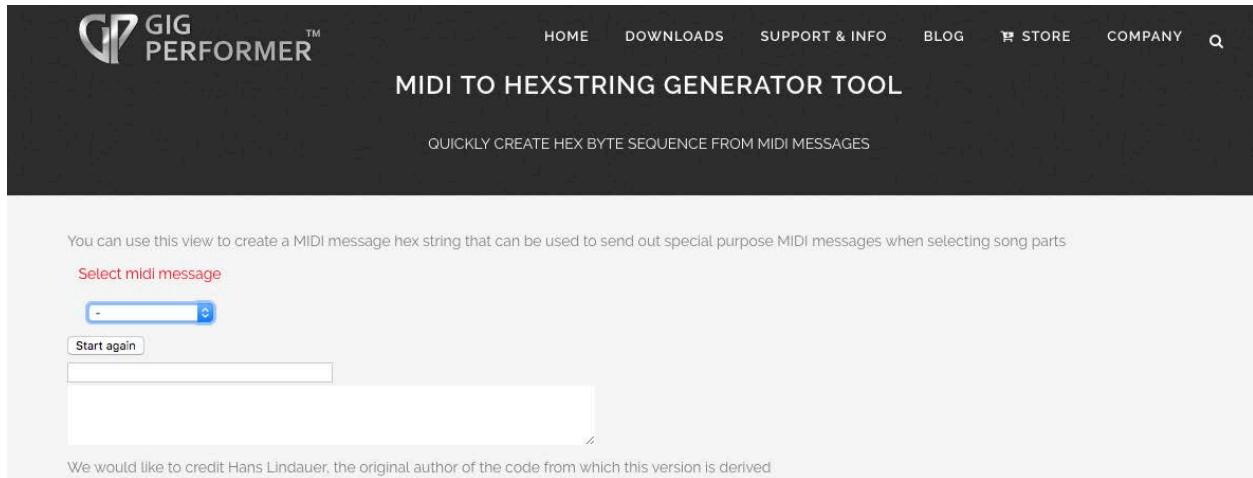 GIG
PERFORMER™
HOME DOWNLOADS SUPPORT & INFO BLOG STORE COMPANY
MIDI TO HEXSTRING GENERATOR TOOL
QUICKLY CREATE HEX BYTE SEQUENCE FROM MIDI MESSAGES
You can use this view to create a MIDI message hex string that can be used to send out special purpose MIDI messages when selecting song parts
Select midi message
-
Start again
We would like to credit Hans Lindauer, the original author of the code from which this version is derived